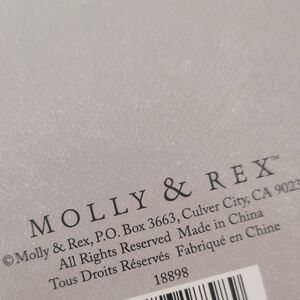 MOLLY & REX™
©Molly & Rex, P.O. Box 3663, Culver City, CA 9023
All Rights Reserved Made in China
Tous Droits Réservés Fabriqué en Chine
18898